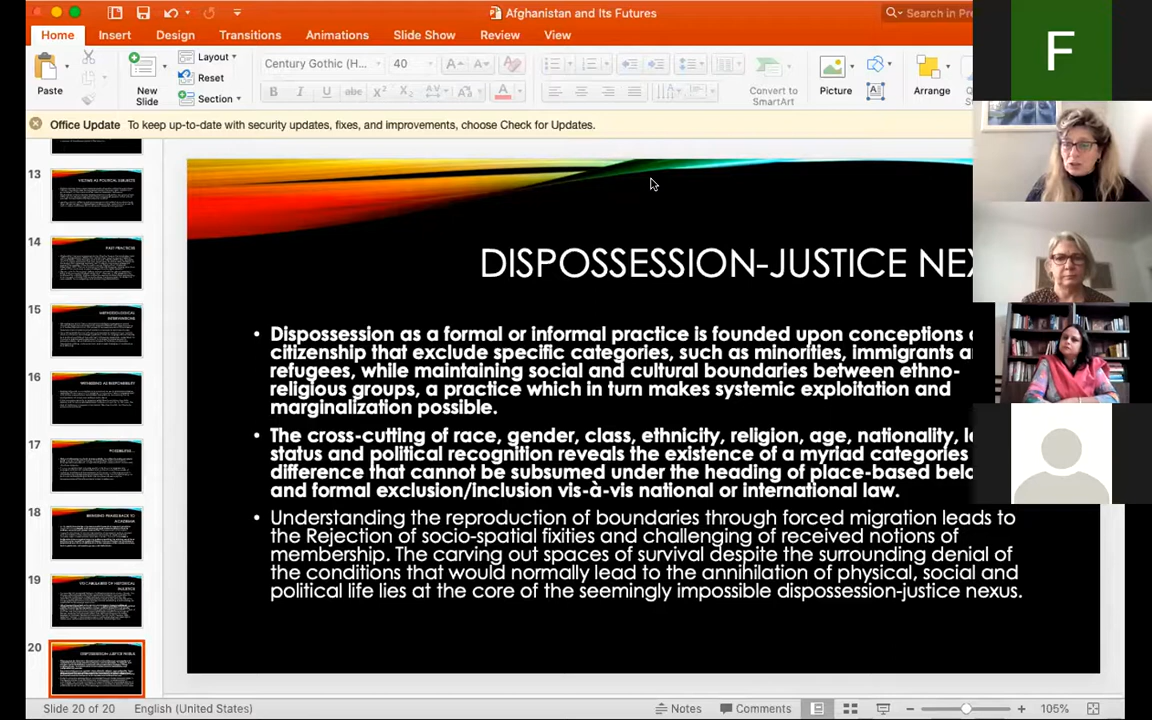 Afghanistan and Its Futures
Search in Pre
Home Insert Design Transitions Animations Slide Show Review View
Paste
New
Slide
Layout
Reset
Section
Century Gothic (H...
40
Convert to
SmartArt
Picture
Arrange
Office Update To keep up-to-date with security updates, fixes, and improvements, choose Check for Updates.
F
13
14
15
16
17
18
19
20
DISPOSSESSION-JUSTICE NEX
• Dispossession as a formal or informal practice is founded upon conceptions
citizenship that exclude specific categories, such as minorities, immigrants a
refugees, while maintaining social and cultural boundaries between ethno-
religious groups, a practice which in turn makes systemic exploitation and
marginalization possible.
• The cross-cutting of race, gender, class, ethnicity, religion, age, nationality, le
status and political recognition reveals the existence of a myriad categories
difference that cannot be subsumed under the heading of place-based belo
and formal exclusion/inclusion vis-à-vis national or international law.
• Understanding the reproduction of boundaries through forced migration leads to
the Rejection of socio-spatial fixities and challenging of received notions of
membership. The carving out spaces of survival despite the surrounding denial of
the conditions that would normally lead to the annihilation of physical, social and
political life lies at the core of the seemingly impossible dispossession-justice nexus.
Slide 20 of 20 English (United States) Notes Comments 105%